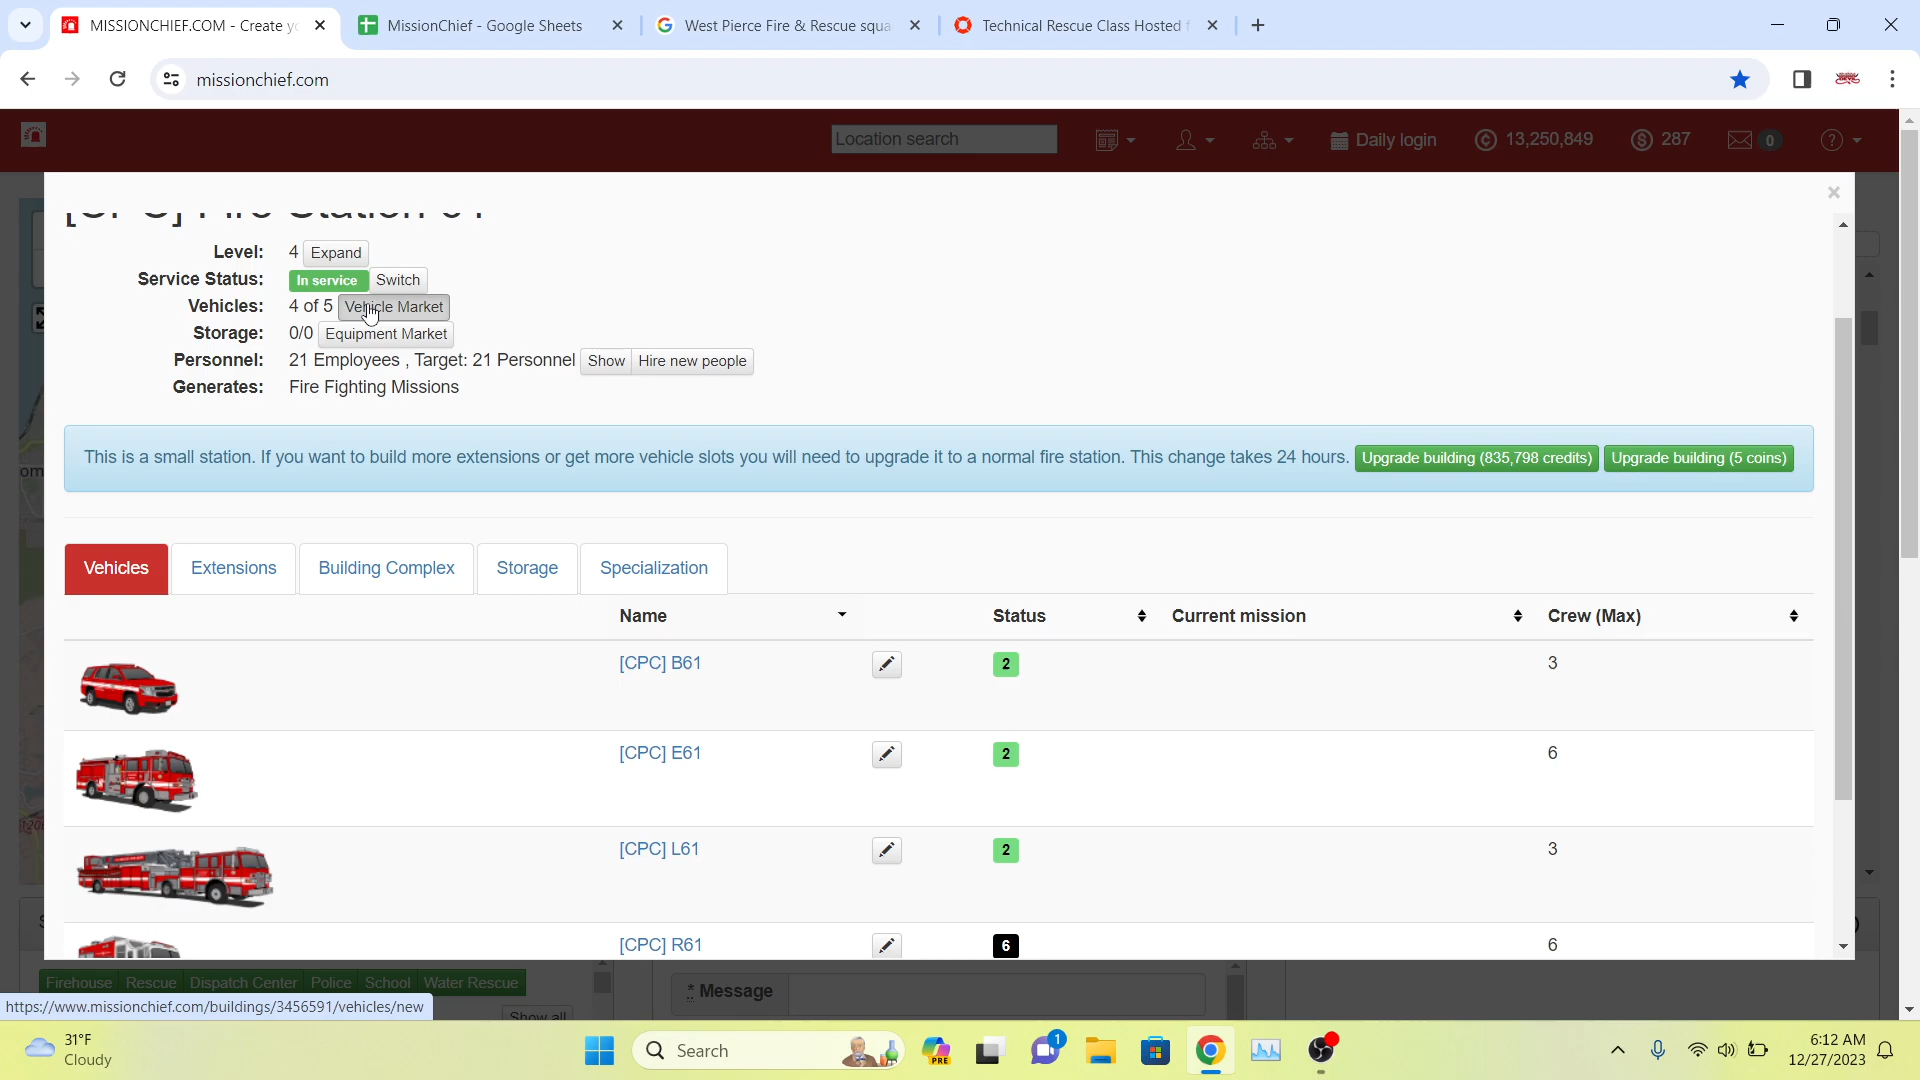 MISSIONCHIEF.COM - Create yo
MissionChief - Google Sheets
West Pierce Fire & Rescue squa
Technical Rescue Class Hosted f
missionchief.com
Location search
Daily login
13,250,849
287
0
Level: 4 Expand
Service Status: In service Switch
Vehicles: 4 of 5 Vehicle Market
Storage: 0/0 Equipment Market
Personnel: 21 Employees , Target: 21 Personnel Show Hire new people
Generates: Fire Fighting Missions
This is a small station. If you want to build more extensions or get more vehicle slots you will need to upgrade it to a normal fire station. This change takes 24 hours. Upgrade building (835,798 credits) Upgrade building (5 coins)
Vehicles Extensions Building Complex Storage Specialization
Name Status Current mission Crew (Max)
[CPC] B61 2 3
[CPC] E61 2 6
[CPC] L61 2 3
[CPC] R61 6 6
Firehouse Rescue Dispatch Center Police School Water Rescue
* Message
https://www.missionchief.com/buildings/3456591/vehicles/new
Show all
31°F
Cloudy
Search
PRE
1
6:12 AM
12/27/2023